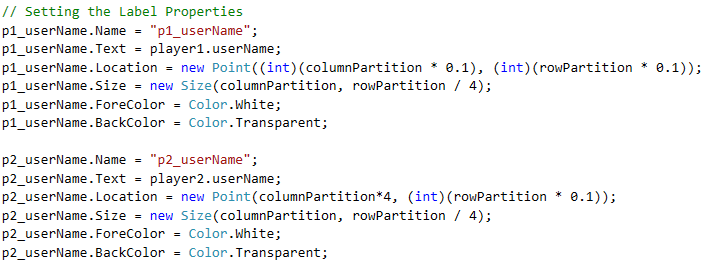 // Setting the Label Properties
p1_userName.Name = "p1_userName";
p1_userName.Text = player1.userName;
p1_userName.Location = new Point((int)(columnPartition * 0.1), (int)(rowPartition * 0.1));
p1_userName.Size = new Size(columnPartition, rowPartition / 4);
p1_userName.ForeColor = Color.White;
p1_userName.BackColor = Color.Transparent;
p2_userName.Name = "p2_userName";
p2_userName.Text = player2.userName;
p2_userName.Location = new Point(columnPartition*4, (int)(rowPartition * 0.1));
p2_userName.Size = new Size(columnPartition, rowPartition / 4);
p2_userName.ForeColor = Color.White;
p2_userName.BackColor = Color.Transparent;